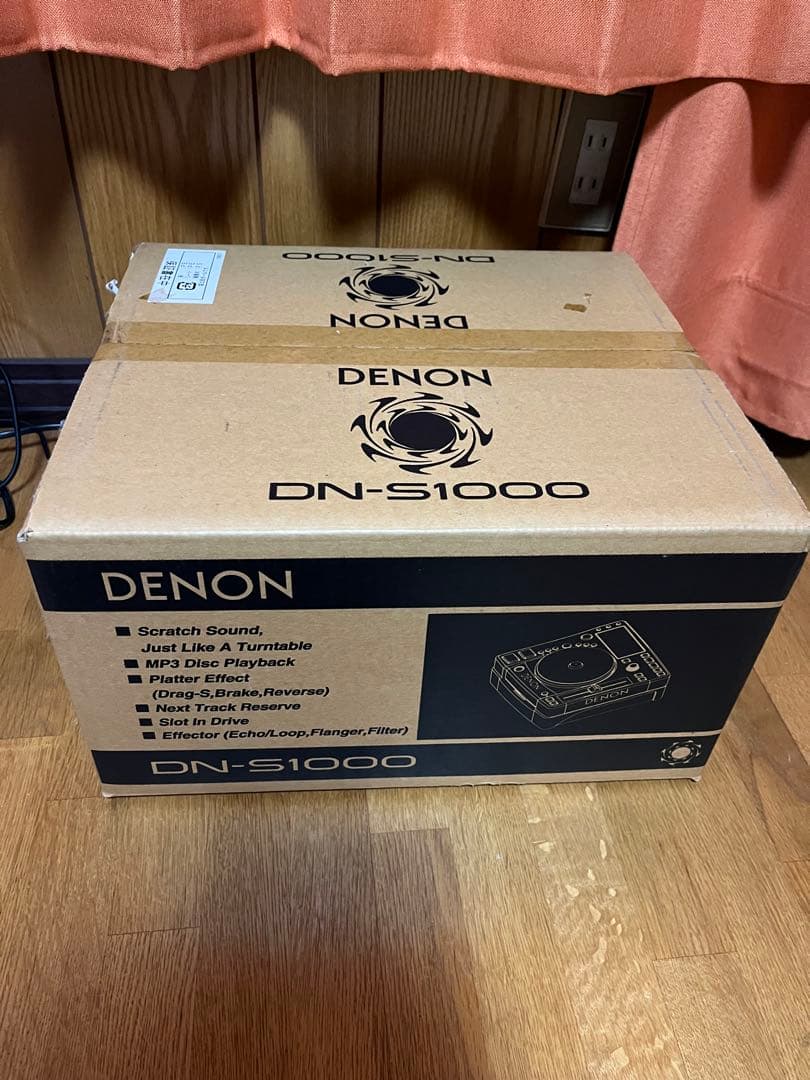 DN-S1000
DENON
DENON
DN-S1000
DENON
■ Scratch Sound,
Just Like A Turntable
■ MP3 Disc Playback
■ Platter Effect
(Drag-S,Brake,Reverse)
■ Next Track Reserve
■ Slot In Drive
■ Effector (Echo/Loop,Flanger,Filter)
DENON
DENON
DN-S1000